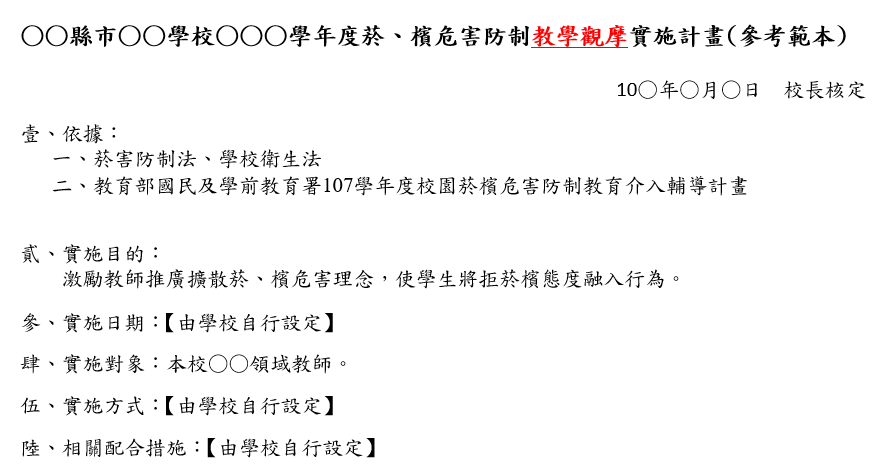 ○○縣市○○學校○○○學年度菸、檳危害防制教學觀摩實施計畫(參考範本)
10○年○月○日　校長核定
壹、依據：
一、菸害防制法、學校衛生法
二、教育部國民及學前教育署107學年度校園菸檳危害防制教育介入輔導計畫
貳、實施目的：
激勵教師推廣擴散菸、檳危害理念，使學生將拒菸檳態度融入行為。
參、實施日期：【由學校自行設定】
肆、實施對象：本校○○領域教師。
伍、實施方式：【由學校自行設定】
陸、相關配合措施：【由學校自行設定】